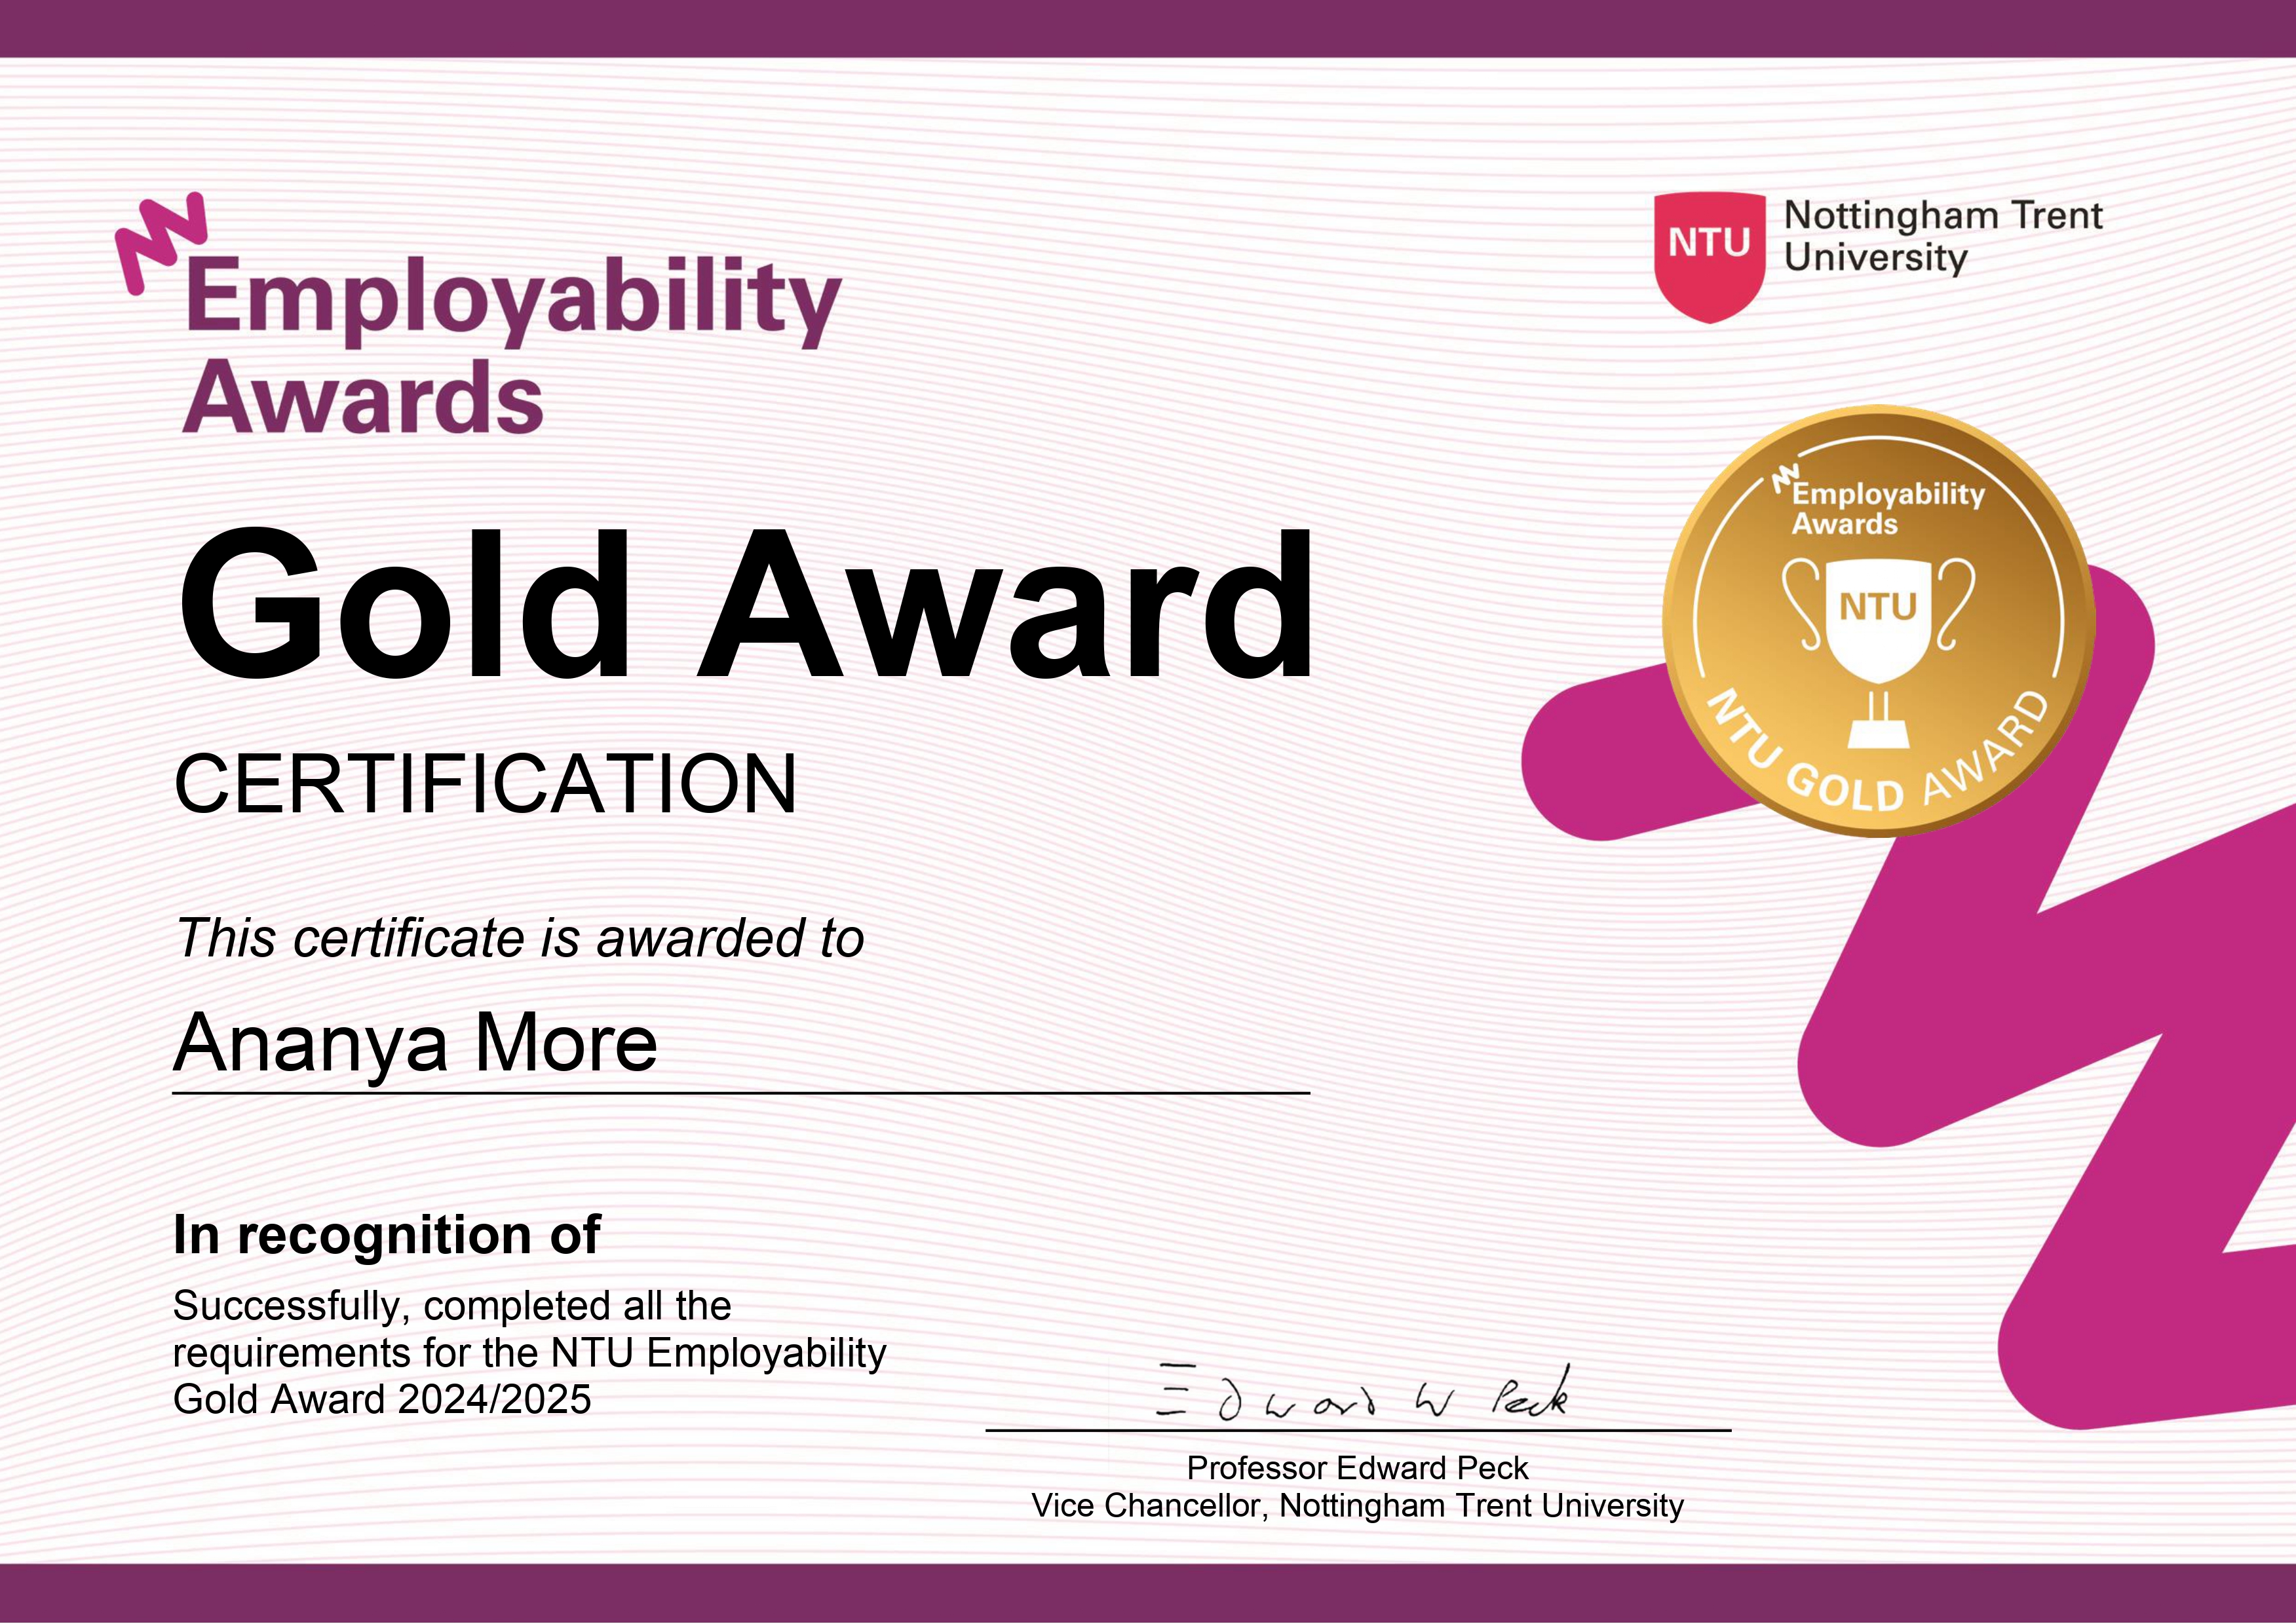 Employability
Awards
NTU
Nottingham Trent
University
Gold Award
Employability
Awards
NTU
NTU GOLD AWARD
CERTIFICATION
This certificate is awarded to
Ananya More
In recognition of
Successfully, completed all the
requirements for the NTU Employability
Gold Award 2024/2025
Edward W Peck
Professor Edward Peck
Vice Chancellor, Nottingham Trent University